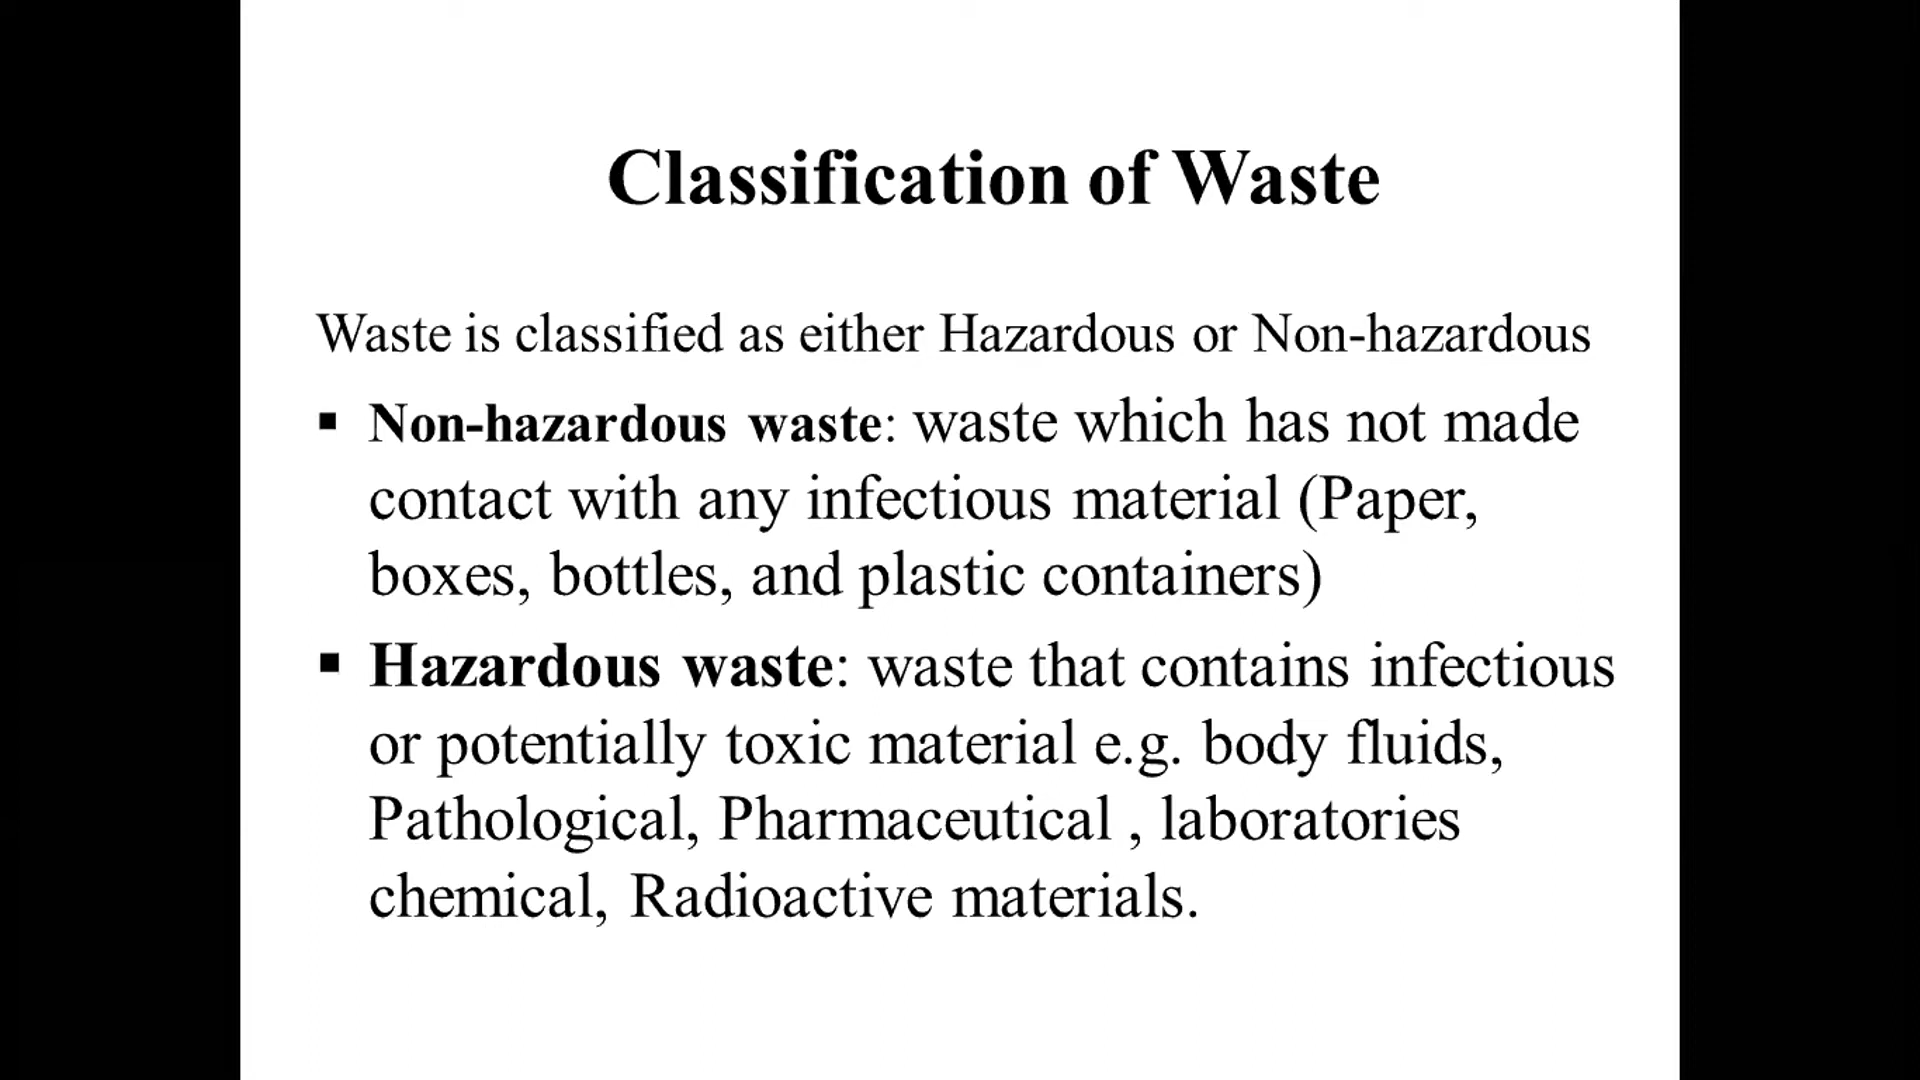 Classification of Waste
Waste is classified as either Hazardous or Non-hazardous
▪ Non-hazardous waste: waste which has not made
contact with any infectious material (Paper,
boxes, bottles, and plastic containers)
▪ Hazardous waste: waste that contains infectious
or potentially toxic material e.g. body fluids,
Pathological, Pharmaceutical , laboratories
chemical, Radioactive materials.